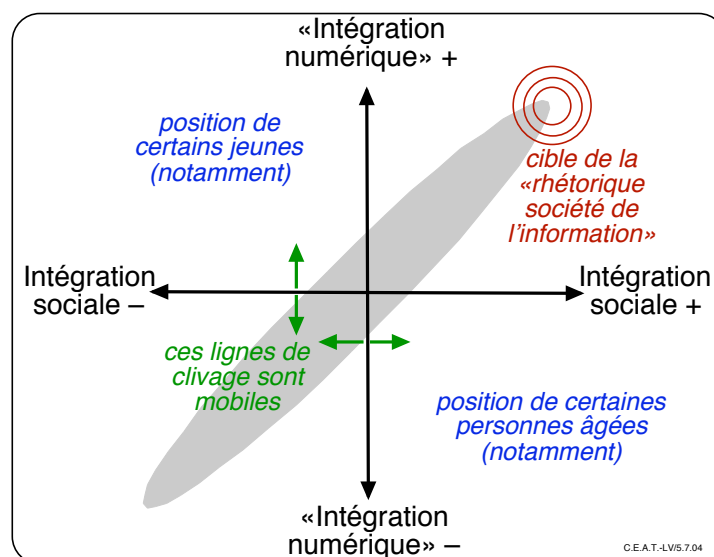 «Intégration
numérique» +
position de
certains jeunes
(notamment)
cible de la
«rhétorique
société de
l'information»
Intégration
sociale –
Intégration
sociale +
ces lignes de
clivage sont
mobiles
position de certaines
personnes âgées
(notamment)
«Intégration
numérique» –
C.E.A.T.-LV/5.7.04